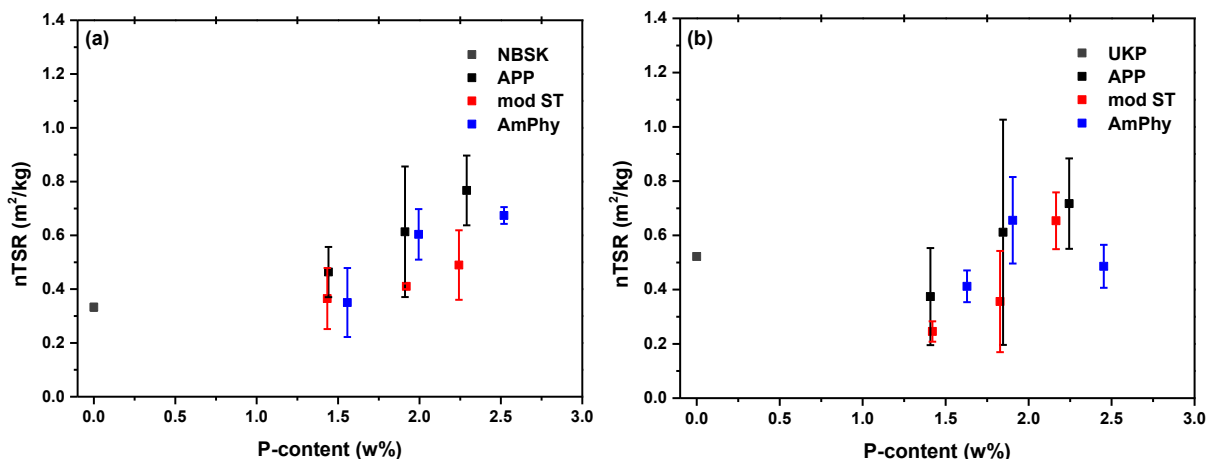 (a)
NBSK
APP
mod ST
AmPhy
nTSR (m²/kg)
1.4
1.2
1.0
0.8
0.6
0.4
0.2
0.0
0.0 0.5 1.0 1.5 2.0 2.5 3.0
P-content (w%)
(b)
UKP
APP
mod ST
AmPhy
nTSR (m²/kg)
1.4
1.2
1.0
0.8
0.6
0.4
0.2
0.0
0.0 0.5 1.0 1.5 2.0 2.5 3.0
P-content (w%)